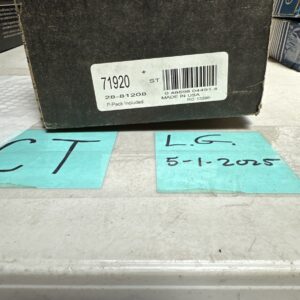 71920
ST
28-81208
P-Pack Included
MADE IN USA
CT
L.G.
5-1-2025